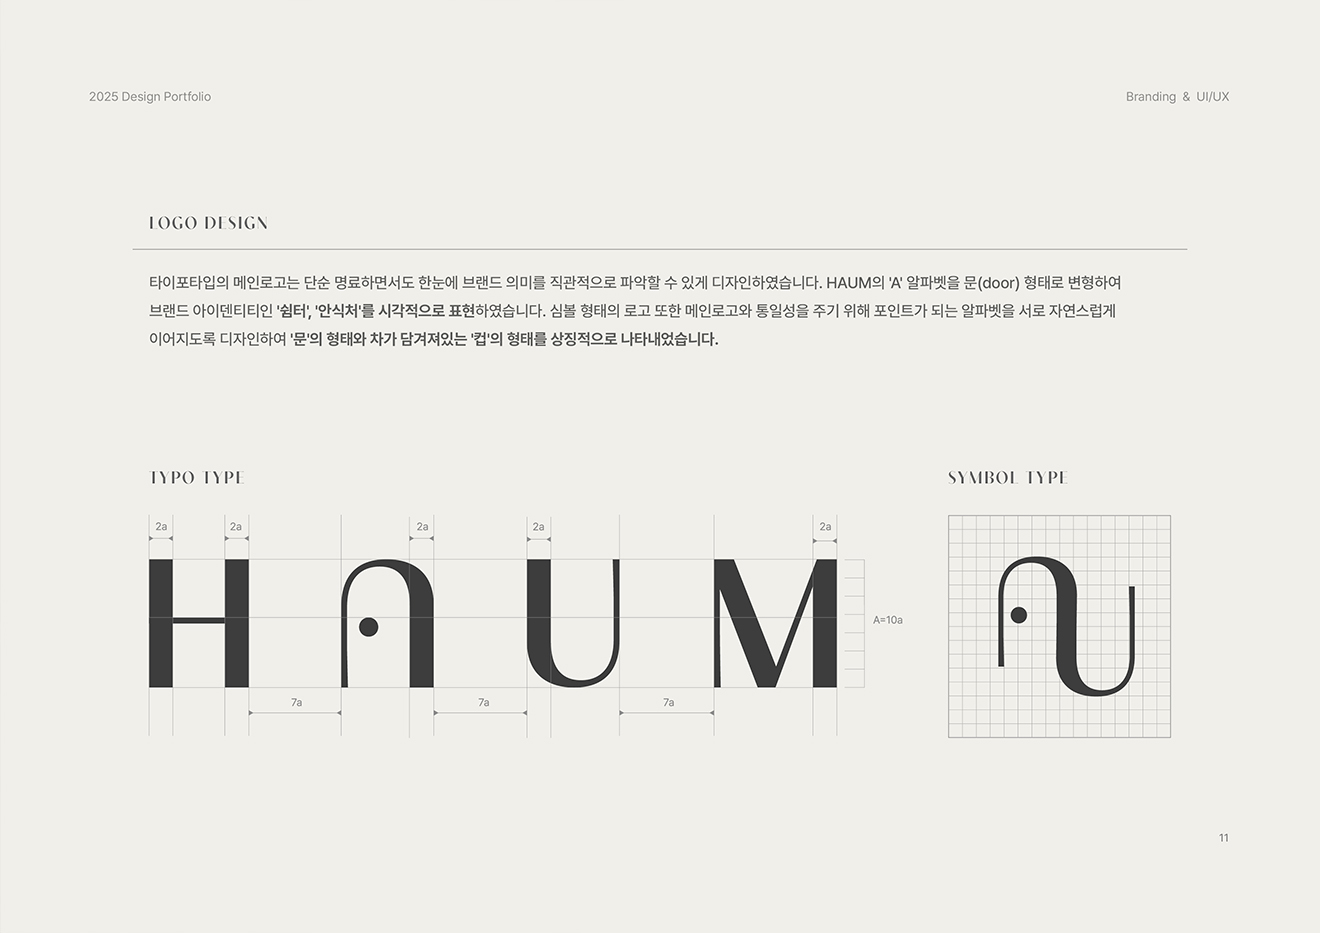 2025 Design Portfolio
Branding & UI/UX
LOGO DESIGN
타이포타입의 메인로고는 단순 명료하면서도 한눈에 브랜드 의미를 직관적으로 파악할 수 있게 디자인하였습니다. HAUM의 'A' 알파벳을 문(door) 형태로 변형하여
브랜드 아이덴티티인 '쉼터', '안식처'를 시각적으로 표현하였습니다. 심볼 형태의 로고 또한 메인로고와 통일성을 주기 위해 포인트가 되는 알파벳을 서로 자연스럽게
이어지도록 디자인하여 '문'의 형태와 차가 담겨져있는 '컵'의 형태를 상징적으로 나타내었습니다.
TYPO TYPE
SYMBOL TYPE
2a 2a 2a 2a 2a
HAUM
AU
A=10a
7a 7a 7a
11